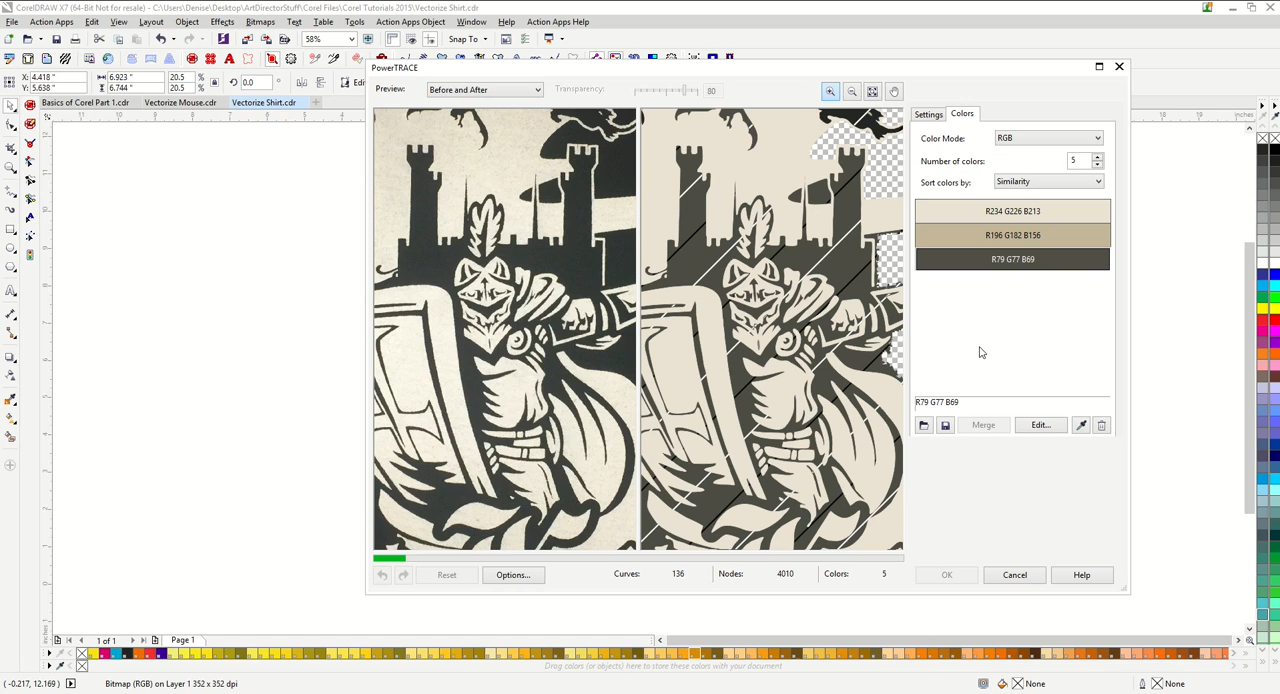 CorelDRAW X7 (64-Bit Not for resale) - C:\Users\Denise\Desktop\ArtDirectorStuff\Corel Files\Corel Tutorials 2015\Vectorize Shirt.cdr
File Action Apps Edit View Layout Object Effects Bitmaps Text Table Tools Action Apps Object Window Help Action Apps Help
58% Snap To
X: 4.418 " 6.923 " 20.5 %
Y: 5.638 " 6.744 " 20.5 % 0.0 Edi
Basics of Corel Part 1.cdr Vectorize Mouse.cdr Vectorize Shirt.cdr
PowerTRACE
Preview: Before and After Transparency: 80
Settings Colors
Color Mode: RGB
Number of colors: 5
Sort colors by: Similarity
R234 G226 B213
R196 G182 B156
R79 G77 B69
R79 G77 B69
Merge Edit...
Reset Options... Curves: 136 Nodes: 4010 Colors: 5 OK Cancel Help
inches
18 19
1 of 1 Page 1
Drag colors (or objects) here to store these colors with your document
( -0.217, 12.169 ) Bitmap (RGB) on Layer 1 352 x 352 dpi None None